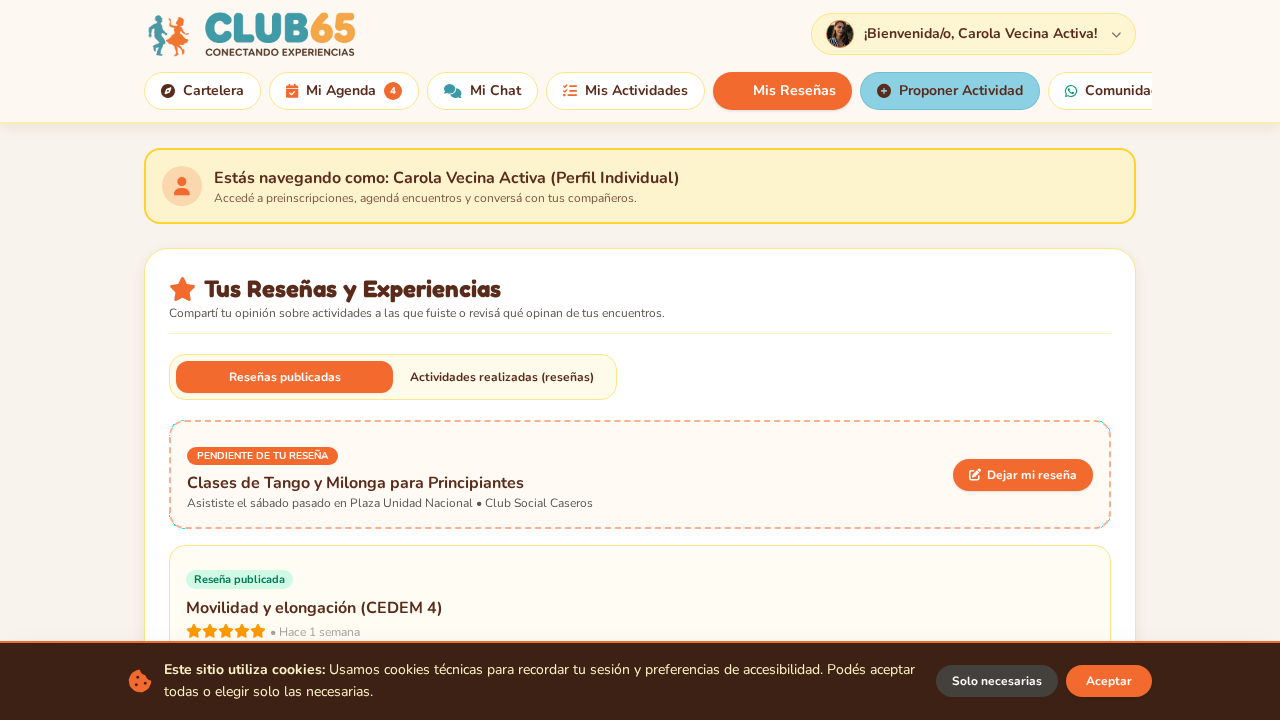 CLUB65
CONECTANDO EXPERIENCIAS
¡Bienvenida/o, Carola Vecina Activa!
Cartelera
Mi Agenda 4
Mi Chat
Mis Actividades
Mis Reseñas
Proponer Actividad
Estás navegando como: Carola Vecina Activa (Perfil Individual)
Accedé a preinscripciones, agendá encuentros y conversá con tus compañeros.
Tus Reseñas y Experiencias
Compartí tu opinión sobre actividades a las que fuiste o revisá qué opinan de tus encuentros.
Reseñas publicadas
Actividades realizadas (reseñas)
PENDIENTE DE TU RESEÑA
Clases de Tango y Milonga para Principiantes
Asististe el sábado pasado en Plaza Unidad Nacional • Club Social Caseros
Dejar mi reseña
Reseña publicada
Movilidad y elongación (CEDEM 4)
• Hace 1 semana
Este sitio utiliza cookies: Usamos cookies técnicas para recordar tu sesión y preferencias de accesibilidad. Podés aceptar
todas o elegir solo las necesarias.
Solo necesarias
Aceptar